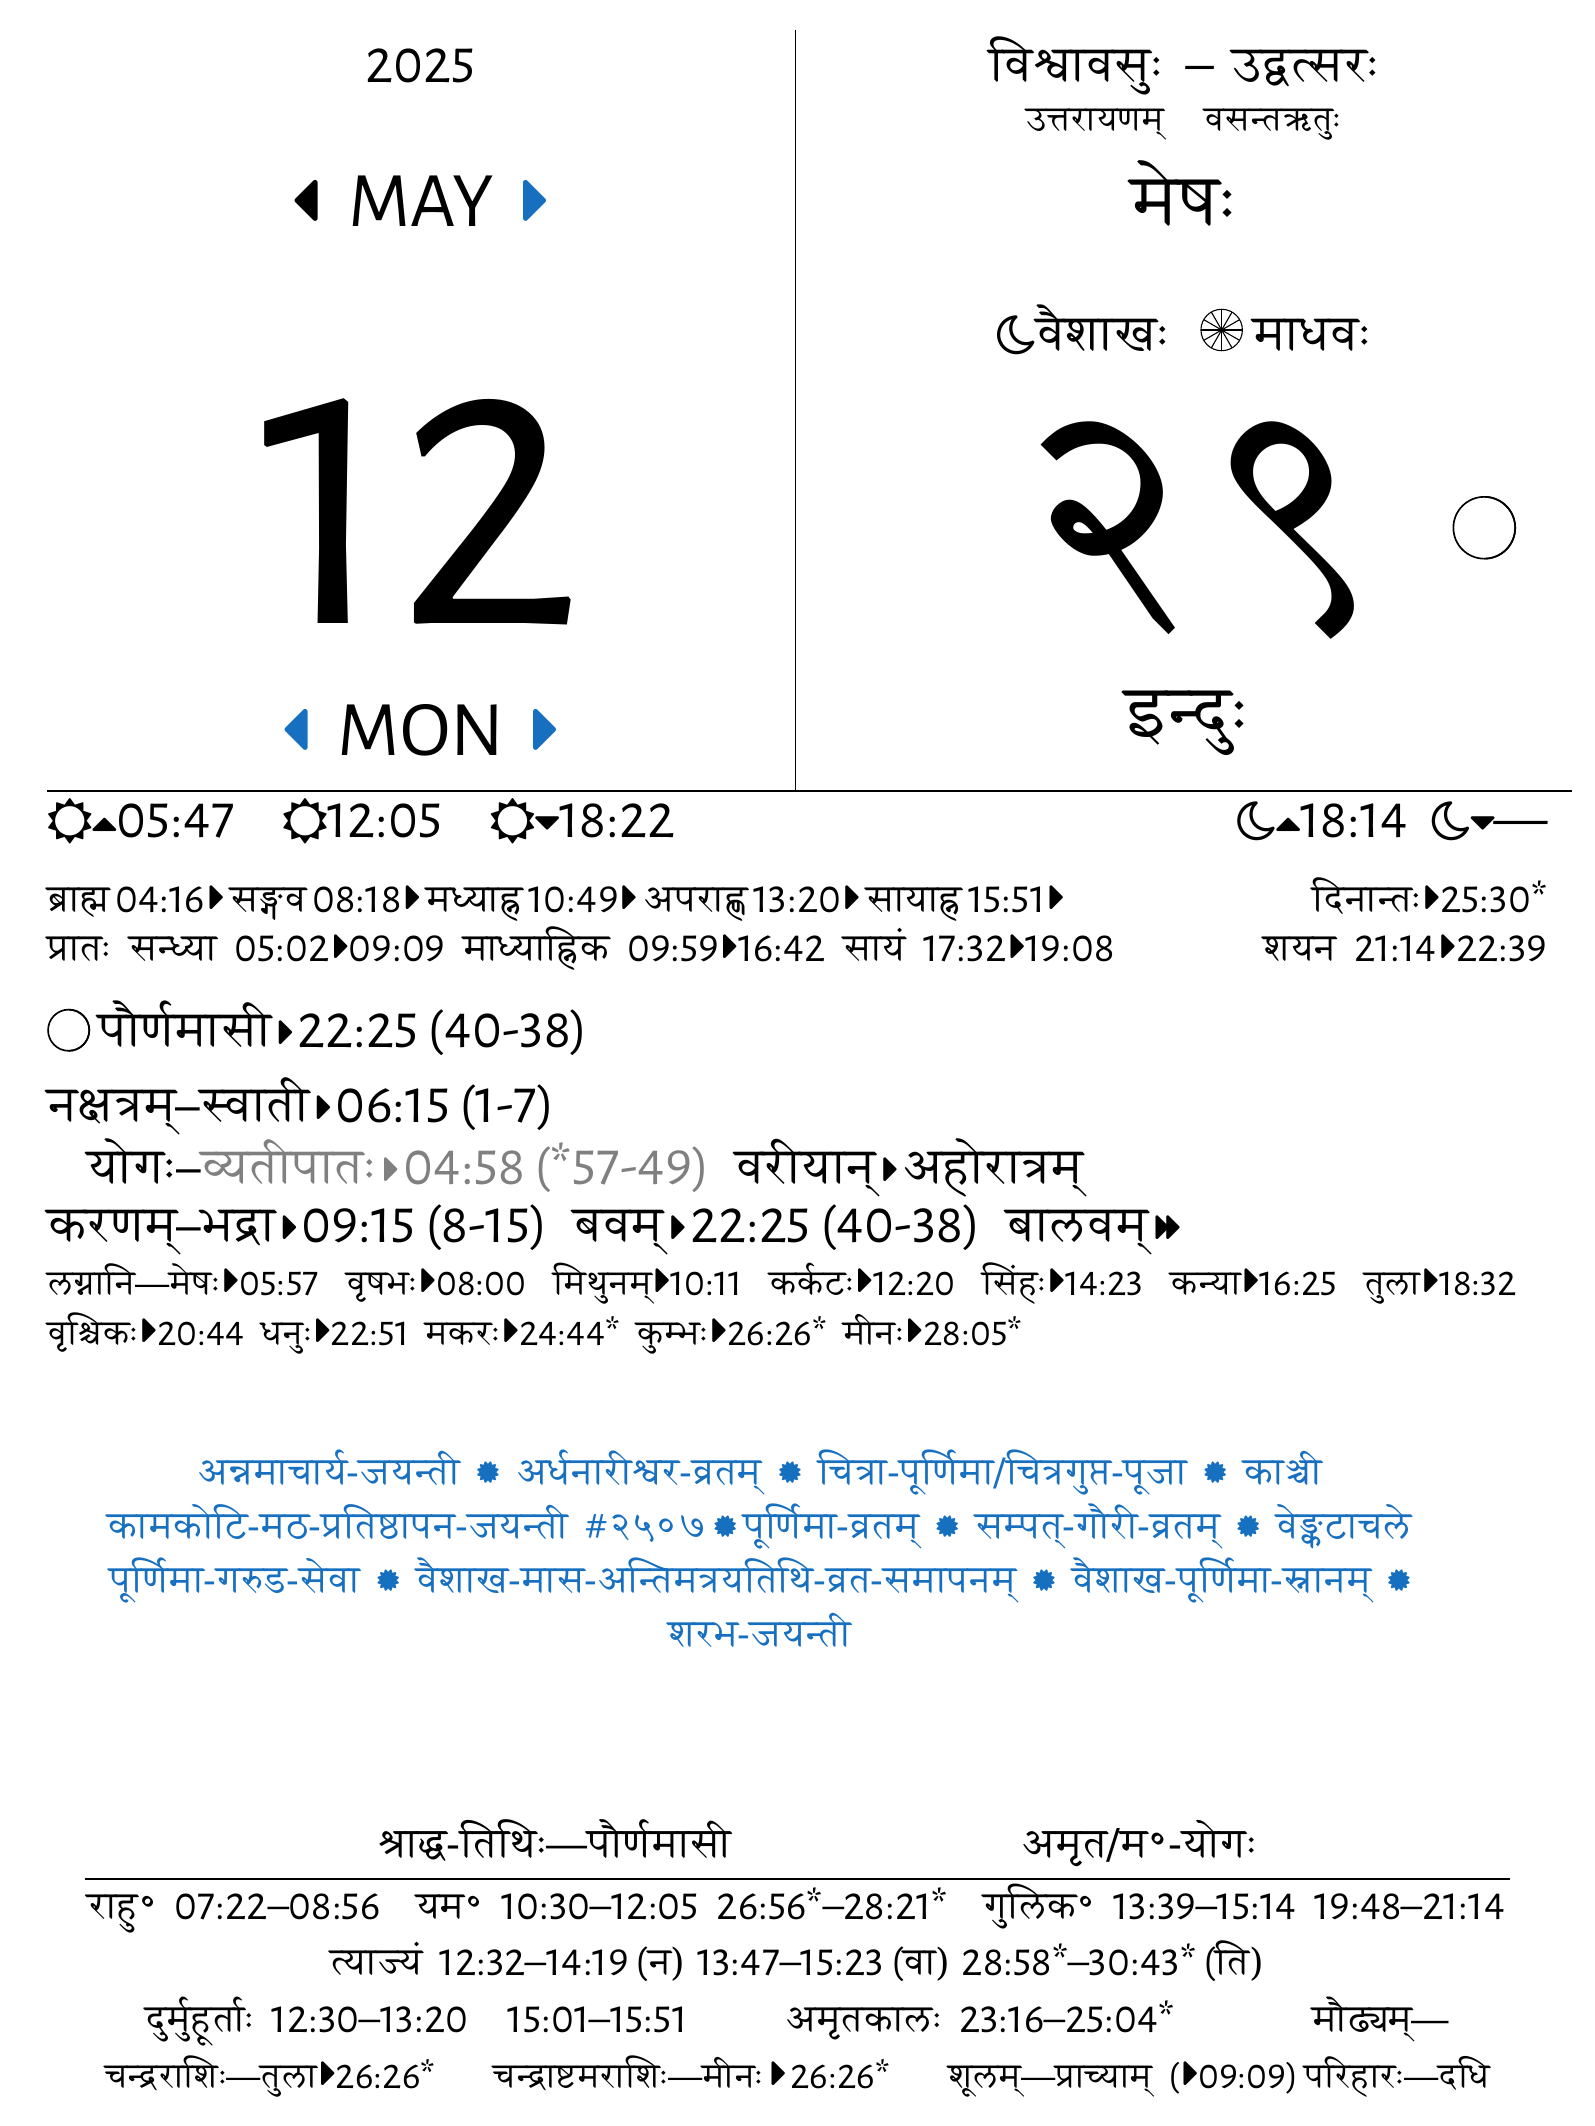 2025
MAY
12
MON
विश्वावसुः – उद्वत्सरः
उत्तरायणम् वसन्तऋतुः
मेषः
वैशाखः माधवः
२९
इन्दुः
05:47 12:05 18:22 18:14 —
ब्राह्म 04:16 सङ्गव 08:18 मध्याह्न 10:49 अपराह्ण 13:20 सायाह्न 15:51 दिनान्तः 25:30*
प्रातः सन्ध्या 05:02 09:09 माध्याह्निक 09:59 16:42 सायं 17:32 19:08 शयन 21:14 22:39
पौर्णमासी 22:25 (40-38)
नक्षत्रम्–स्वाती 06:15 (1-7)
योगः–व्यतीपातः 04:58 (*57-49) वरीयान् अहोरात्रम्
करणम्–भद्रा 09:15 (8-15) बवम् 22:25 (40-38) बालवम्
लग्नानि—मेषः 05:57 वृषभः 08:00 मिथुनम् 10:11 कर्कटः 12:20 सिंहः 14:23 कन्या 16:25 तुला 18:32
वृश्चिकः 20:44 धनुः 22:51 मकरः 24:44* कुम्भः 26:26* मीनः 28:05*
अन्नमाचार्य-जयन्ती ✹ अर्धनारीश्वर-व्रतम् ✹ चित्रा-पूर्णिमा/चित्रगुप्त-पूजा ✹ काञ्ची
कामकोटि-मठ-प्रतिष्ठापन-जयन्ती #२५०७ ✹ पूर्णिमा-व्रतम् ✹ सम्पत्-गौरी-व्रतम् ✹ वेङ्कटाचले
पूर्णिमा-गरुड-सेवा ✹ वैशाख-मास-अन्तिमत्रयतिथि-व्रत-समापनम् ✹ वैशाख-पूर्णिमा-स्नानम् ✹
शरभ-जयन्ती
श्राद्ध-तिथिः—पौर्णमासी अमृत/म॰-योगः
राहु॰ 07:22–08:56 यम॰ 10:30–12:05 26:56*–28:21* गुलिक॰ 13:39–15:14 19:48–21:14
त्याज्यं 12:32–14:19 (न) 13:47–15:23 (वा) 28:58*–30:43* (ति)
दुर्मुहूर्ताः 12:30–13:20 15:01–15:51 अमृतकालः 23:16–25:04* मौढ्यम्—
चन्द्रराशिः—तुला 26:26* चन्द्राष्टमराशिः—मीनः 26:26* शूलम्—प्राच्याम् ( 09:09) परिहारः—दधि